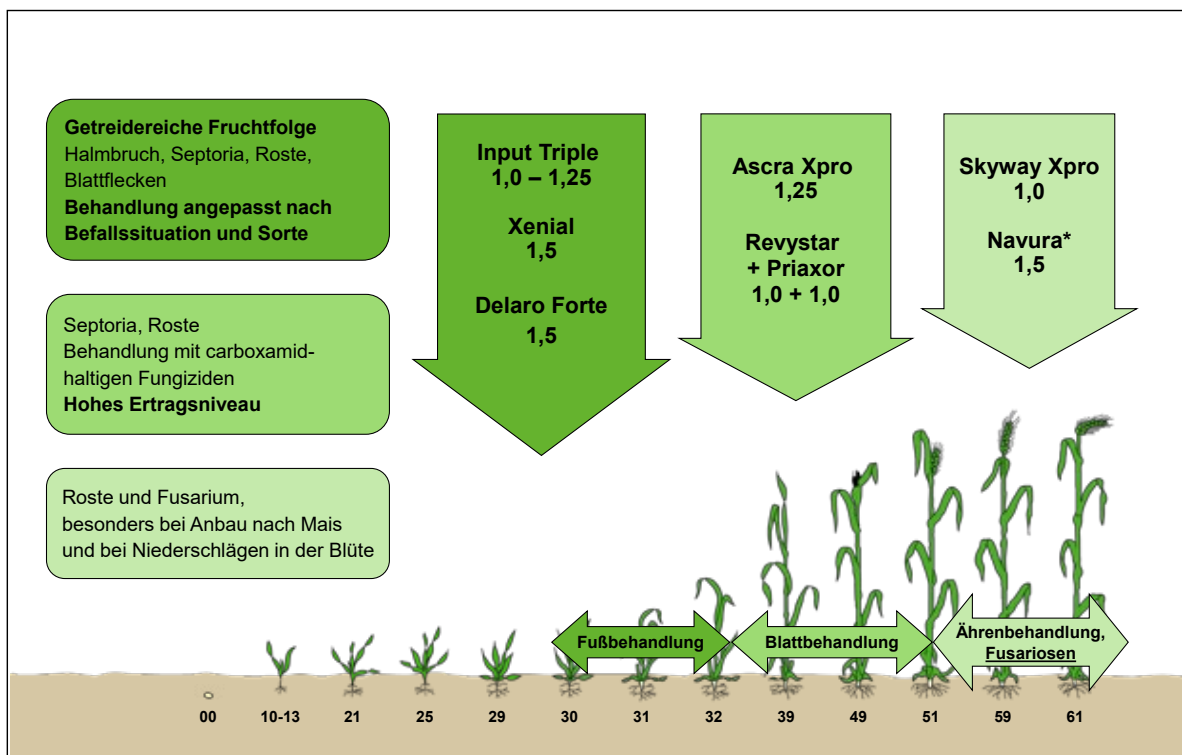 Getreidereiche Fruchtfolge
Halmbruch, Septoria, Roste,
Blattflecken
Behandlung angepasst nach
Befallssituation und Sorte
Septoria, Roste
Behandlung mit carboxamid-
haltigen Fungiziden
Hohes Ertragsniveau
Roste und Fusarium,
besonders bei Anbau nach Mais
und bei Niederschlägen in der Blüte
Input Triple
1,0 – 1,25
Xenial
1,5
Delaro Forte
1,5
Ascra Xpro
1,25
Revystar
+ Priaxor
1,0 + 1,0
Skyway Xpro
1,0
Navura*
1,5
Fußbehandlung
Blattbehandlung
Ährenbehandlung,
Fusariosen
00 10-13 21 25 29 30 31 32 39 49 51 59 61